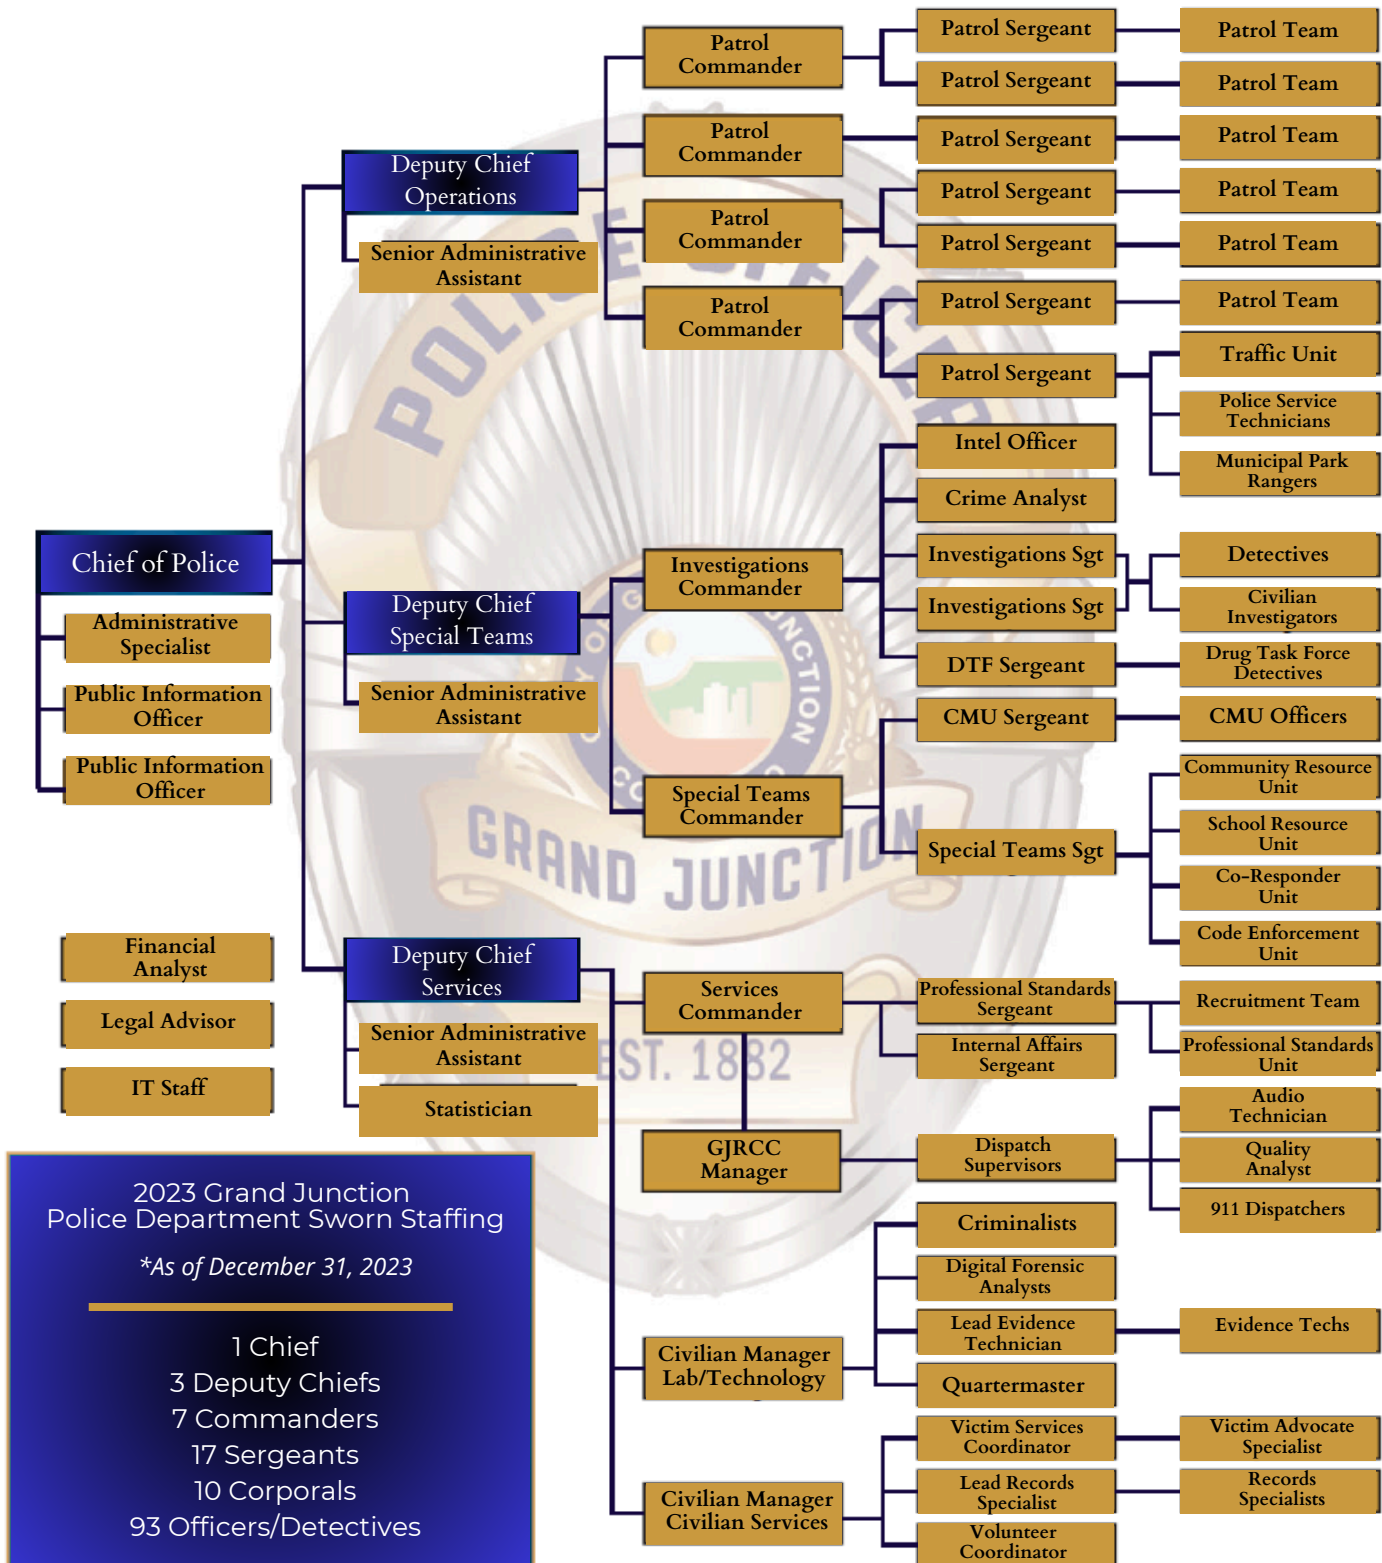 Chief of Police
Administrative
Specialist
Public Information
Officer
Public Information
Officer
Financial
Analyst
Legal Advisor
IT Staff
Deputy Chief
Operations
Senior Administrative
Assistant
Patrol
Commander
Patrol Sergeant
Patrol Team
Patrol Sergeant
Patrol Team
Patrol
Commander
Patrol Sergeant
Patrol Team
Patrol
Commander
Patrol Sergeant
Patrol Team
Patrol Sergeant
Patrol Team
Patrol
Commander
Patrol Sergeant
Patrol Team
Patrol Sergeant
Traffic Unit
Police Service
Technicians
Municipal Park
Rangers
Deputy Chief
Special Teams
Senior Administrative
Assistant
Investigations
Commander
Intel Officer
Crime Analyst
Investigations Sgt
Investigations Sgt
Detectives
Civilian
Investigators
DTF Sergeant
Drug Task Force
Detectives
Special Teams
Commander
CMU Sergeant
CMU Officers
Special Teams Sgt
Community Resource
Unit
School Resource
Unit
Co-Responder
Unit
Code Enforcement
Unit
Deputy Chief
Services
Senior Administrative
Assistant
Statistician
Services
Commander
Professional Standards
Sergeant
Recruitment Team
Professional Standards
Unit
Internal Affairs
Sergeant
GJRCC
Manager
Dispatch
Supervisors
Audio
Technician
Quality
Analyst
911 Dispatchers
Civilian Manager
Lab/Technology
Criminalists
Digital Forensic
Analysts
Lead Evidence
Technician
Evidence Techs
Quartermaster
Civilian Manager
Civilian Services
Victim Services
Coordinator
Victim Advocate
Specialist
Lead Records
Specialist
Records
Specialists
Volunteer
Coordinator
2023 Grand Junction
Police Department Sworn Staffing
*As of December 31, 2023
1 Chief
3 Deputy Chiefs
7 Commanders
17 Sergeants
10 Corporals
93 Officers/Detectives
POLICE OFFICER
GRAND JUNCTION
EST. 1882